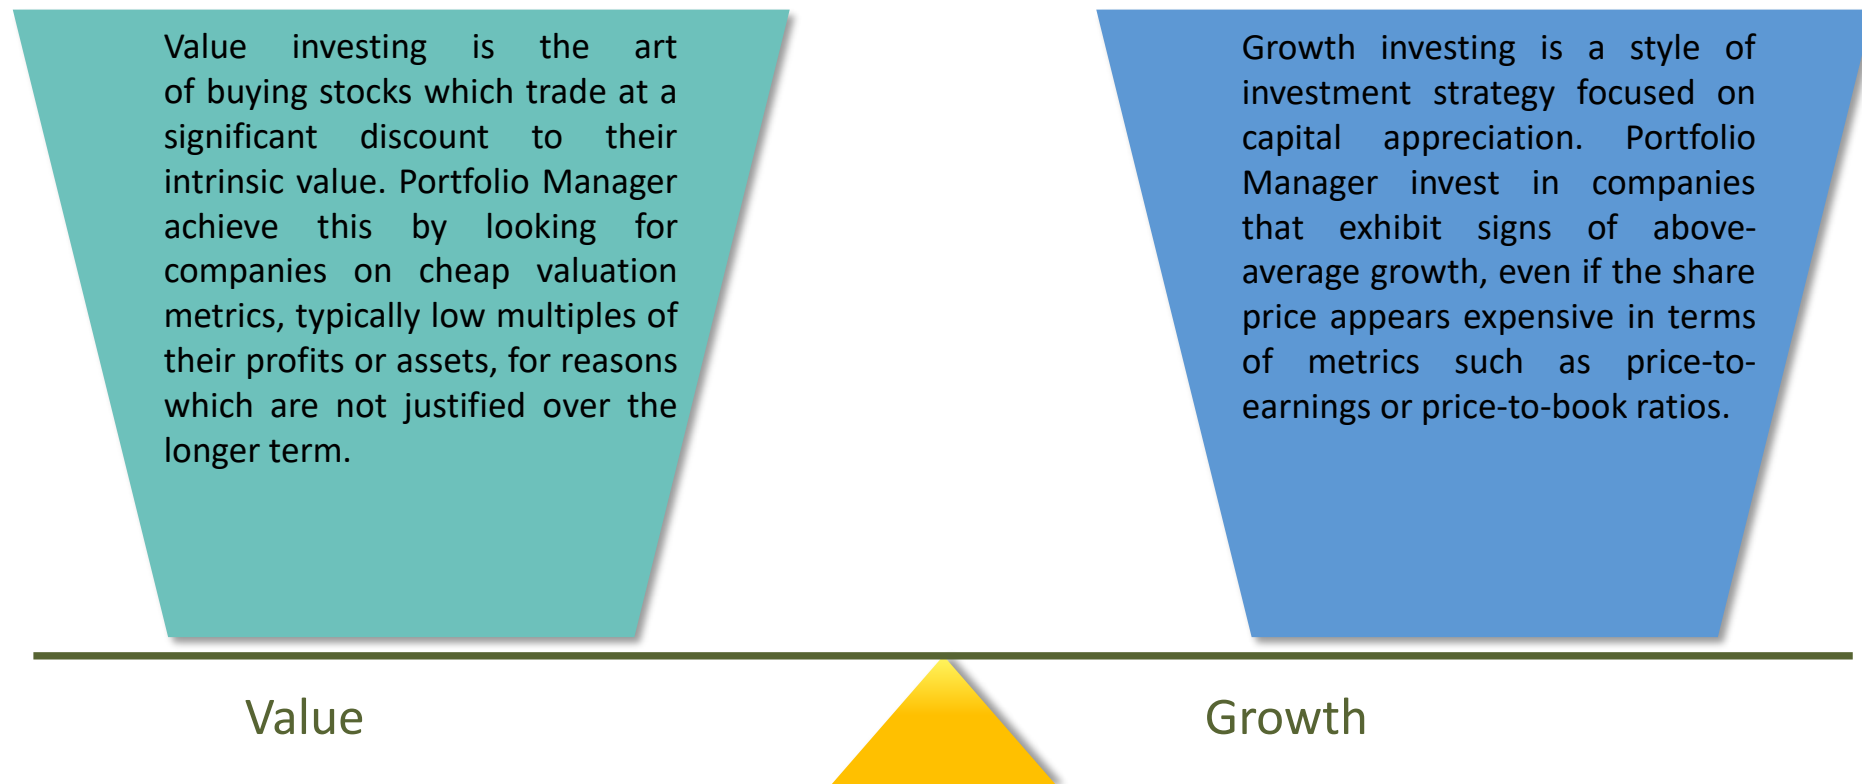 Value investing is the art
of buying stocks which trade at a
significant discount to their
intrinsic value. Portfolio Manager
achieve this by looking for
companies on cheap valuation
metrics, typically low multiples of
their profits or assets, for reasons
which are not justified over the
longer term.
Growth investing is a style of
investment strategy focused on
capital appreciation. Portfolio
Manager invest in companies
that exhibit signs of above-
average growth, even if the share
price appears expensive in terms
of metrics such as price-to-
earnings or price-to-book ratios.
Value
Growth